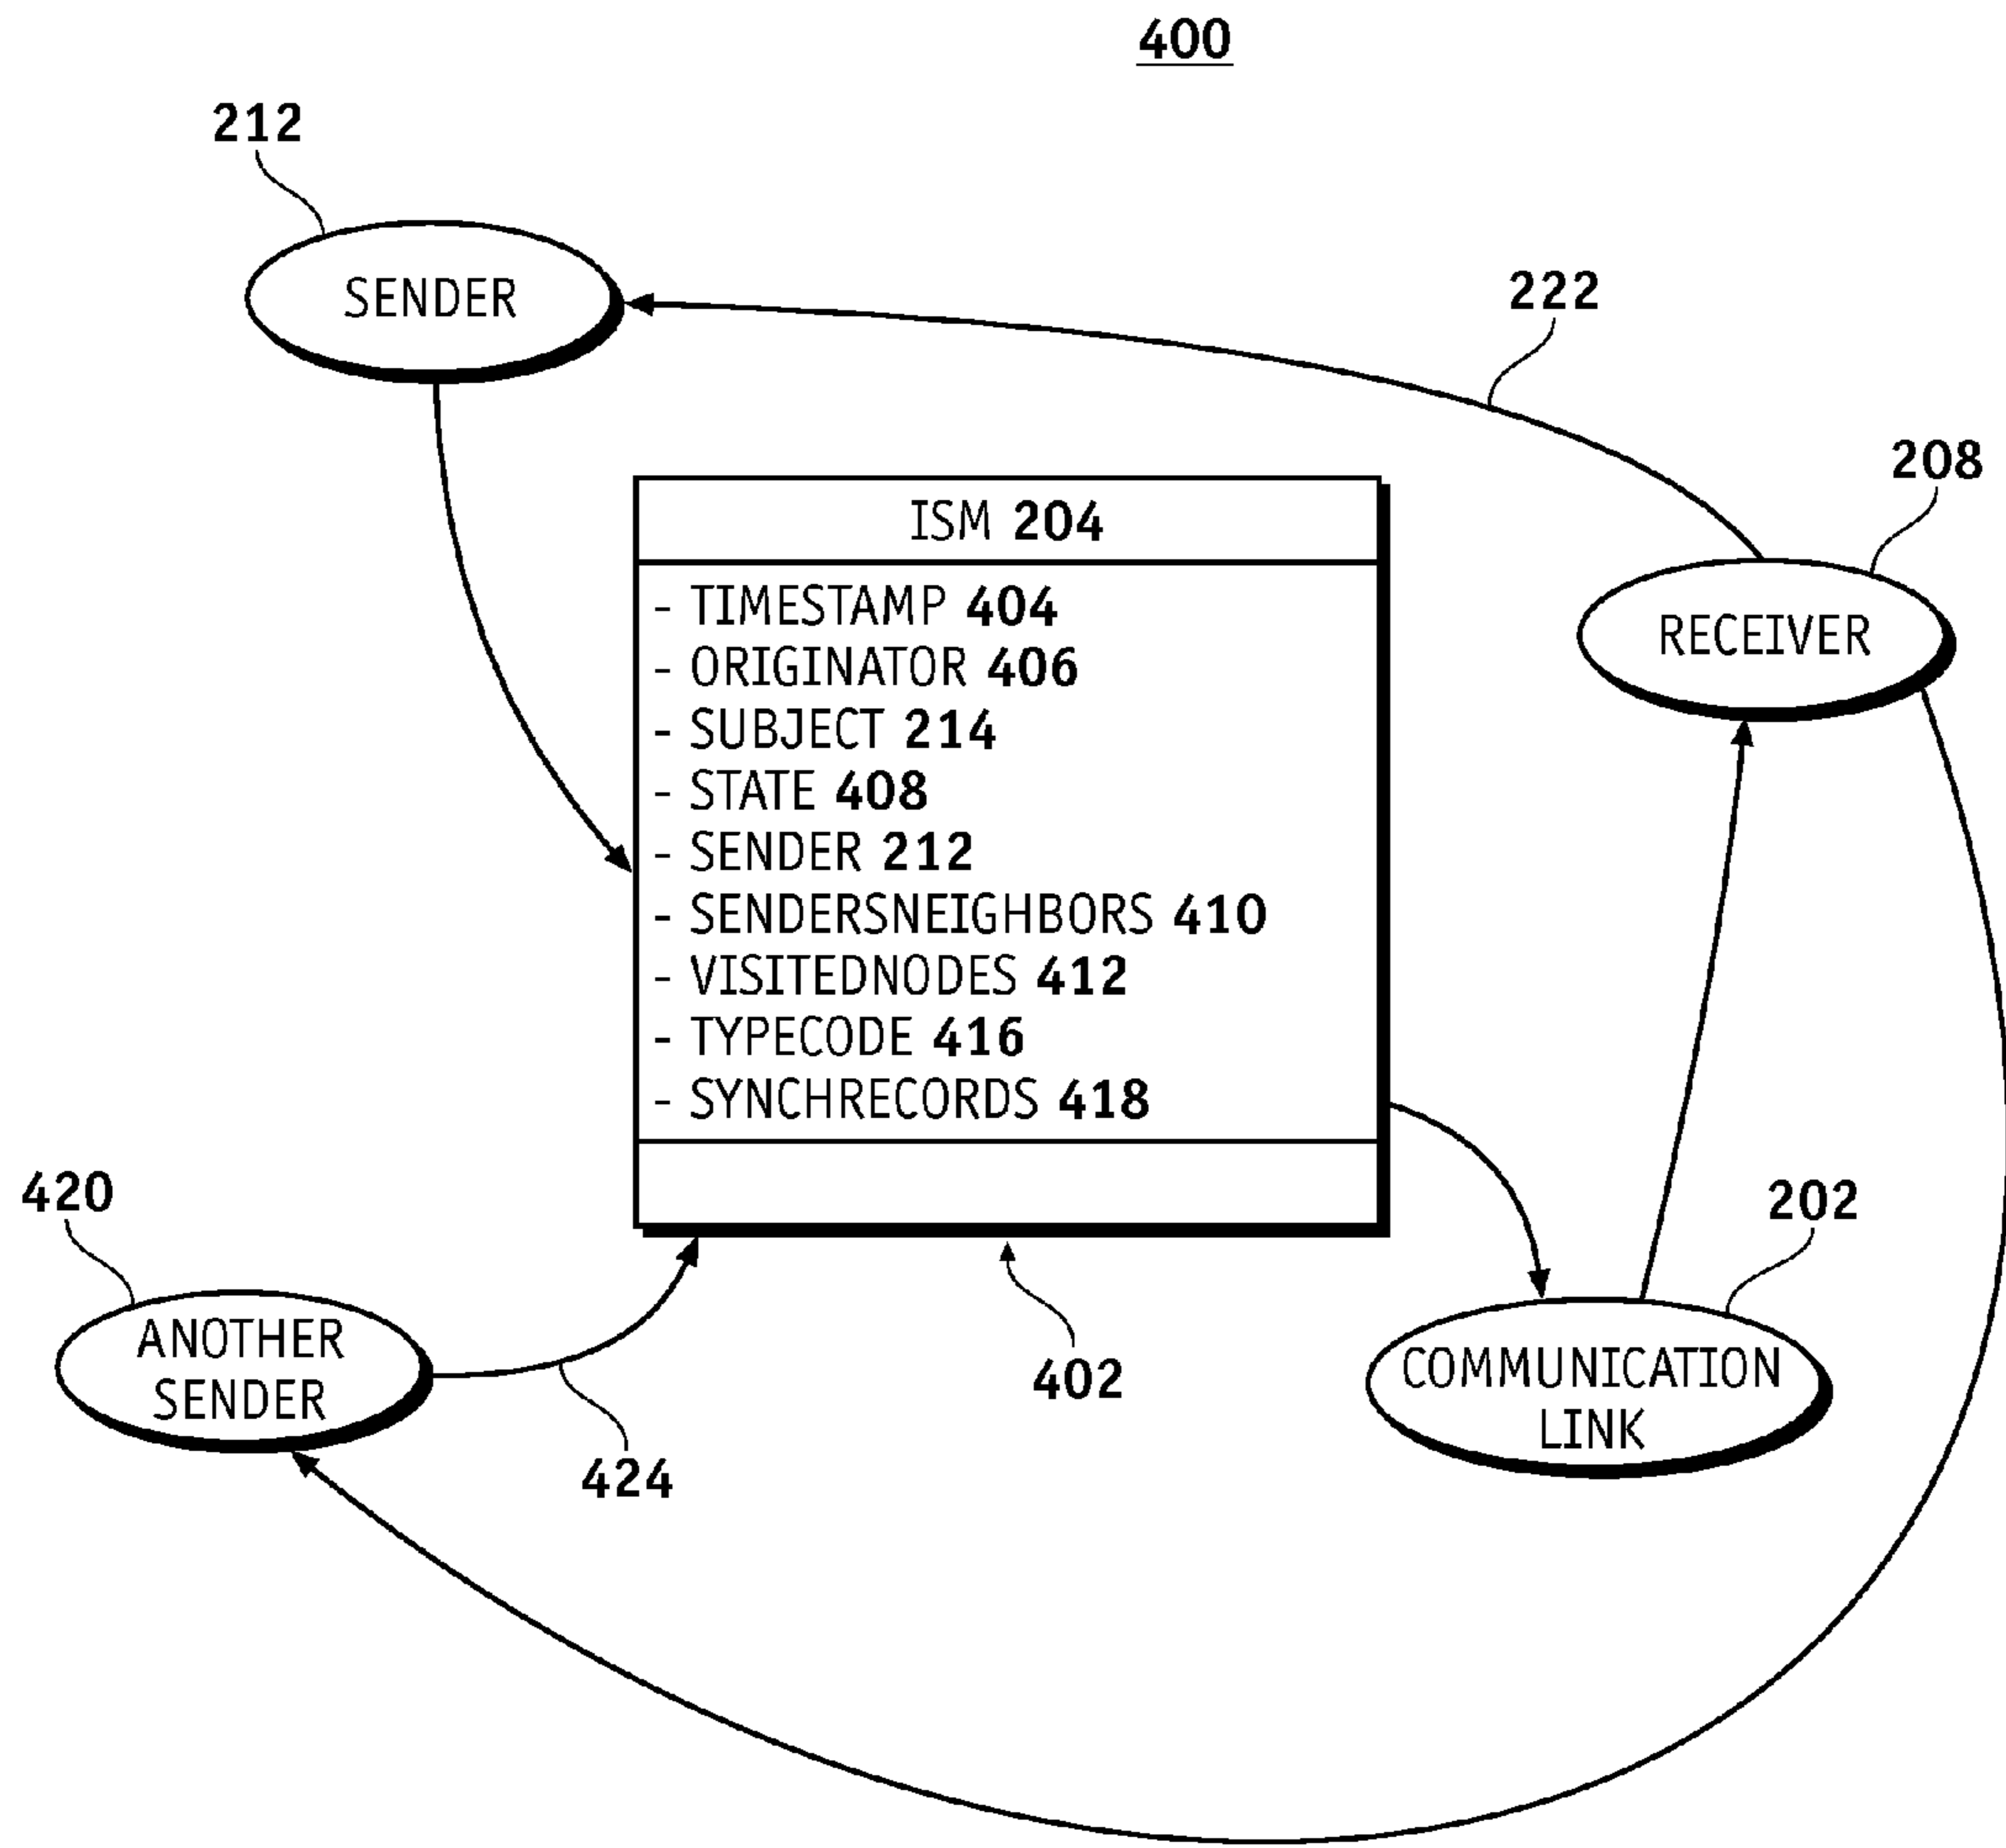 400
212
SENDER
222
208
RECEIVER
ISM 204
- TIMESTAMP 404
- ORIGINATOR 406
- SUBJECT 214
- STATE 408
- SENDER 212
- SENDERSNEIGHBORS 410
- VISITEDNODES 412
- TYPECODE 416
- SYNCHRECORDS 418
420
ANOTHER
SENDER
424
402
202
COMMUNICATION
LINK